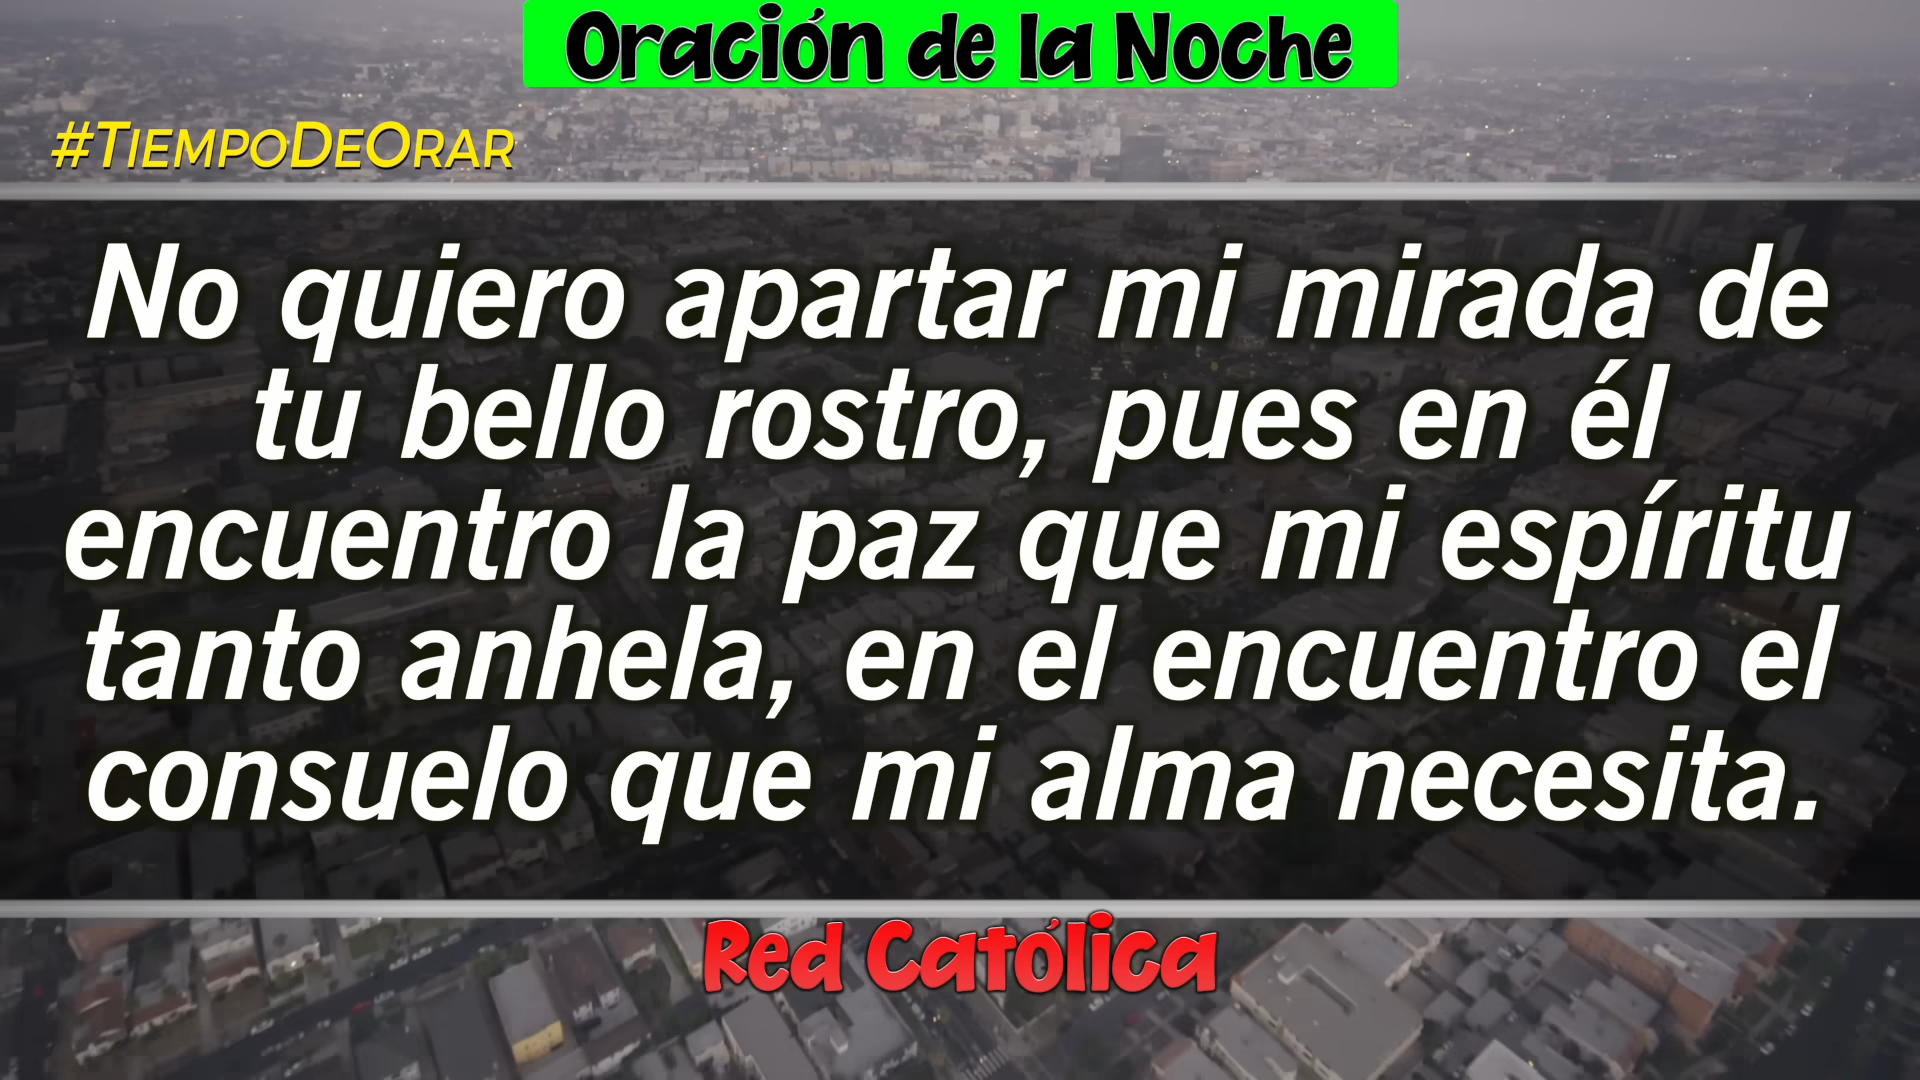 Oración de la Noche
#TiempoDeOrar
No quiero apartar mi mirada de
tu bello rostro, pues en él
encuentro la paz que mi espíritu
tanto anhela, en el encuentro el
consuelo que mi alma necesita.
Red Católica